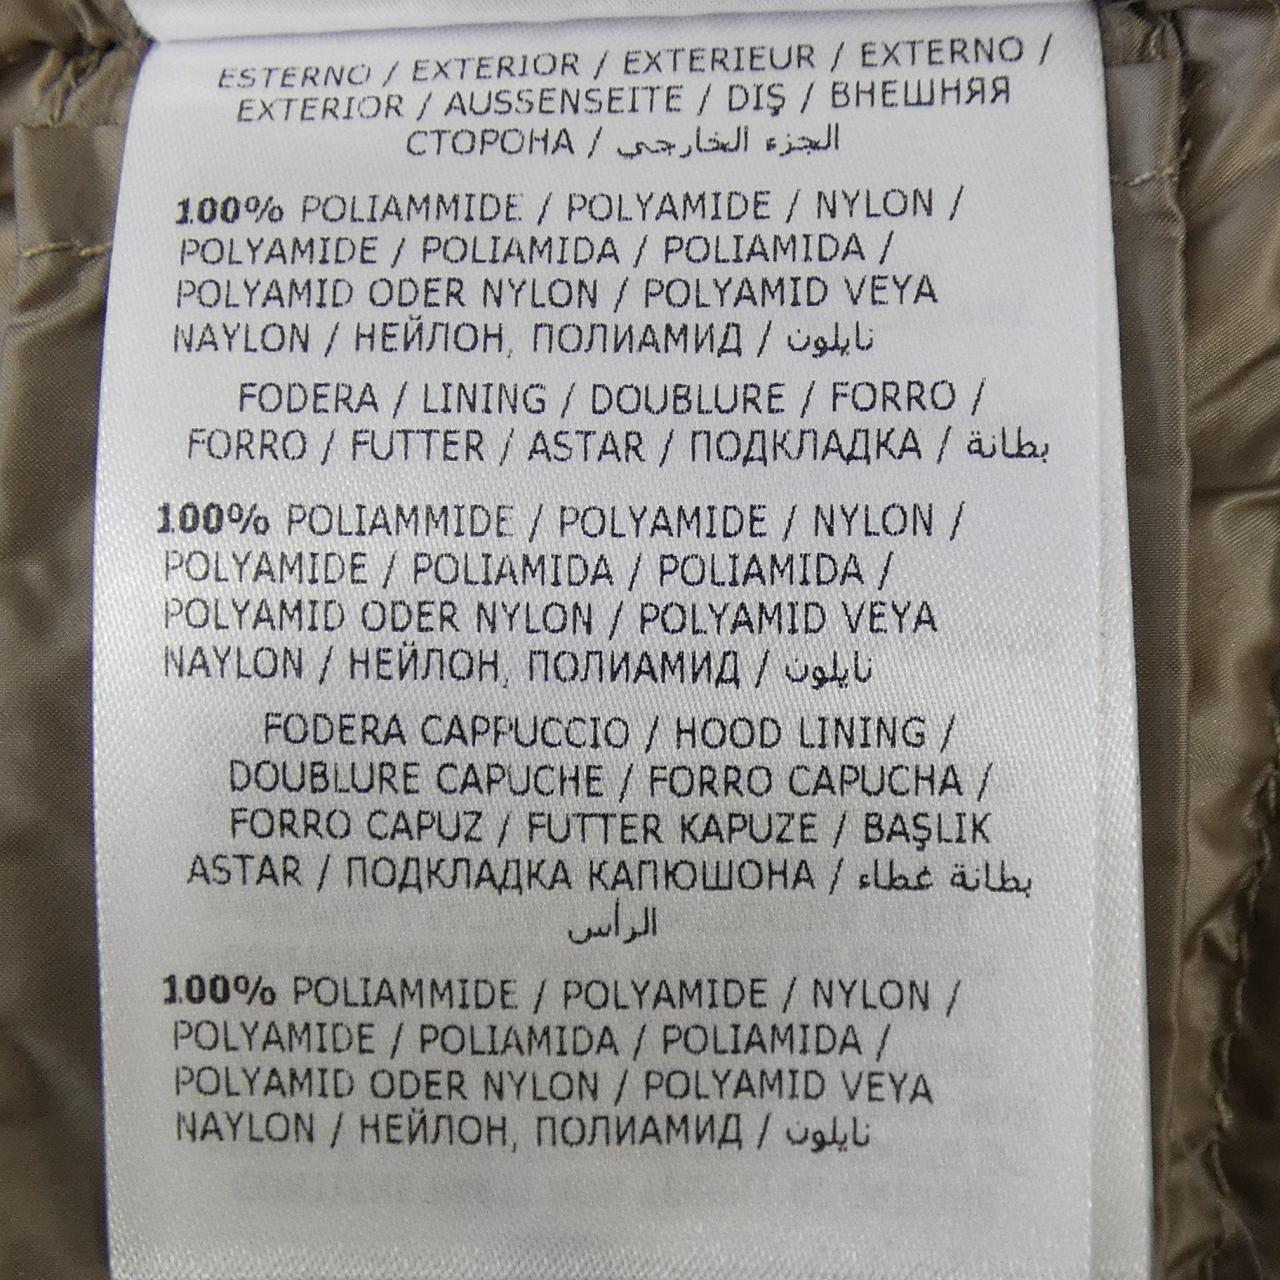 ESTERNO / EXTERIOR / EXTERIEUR / EXTERNO /
EXTERIOR / AUSSENSEITE / DIŞ / ВНЕШНЯЯ
СТОРОНА / الجزء الخارجي
100% POLIAMMIDE / POLYAMIDE / NYLON /
POLYAMIDE / POLIAMIDA / POLIAMIDA /
POLYAMID ODER NYLON / POLYAMID VEYA
NAYLON / НЕЙЛОН, ПОЛИАМИД / نايلون
FODERA / LINING / DOUBLURE / FORRO /
FORRO / FUTTER / ASTAR / ПОДКЛАДКА / بطانة
100% POLIAMMIDE / POLYAMIDE / NYLON /
POLYAMIDE / POLIAMIDA / POLIAMIDA /
POLYAMID ODER NYLON / POLYAMID VEYA
NAYLON / НЕЙЛОН, ПОЛИАМИД / نايلون
FODERA CAPPUCCIO / HOOD LINING /
DOUBLURE CAPUCHE / FORRO CAPUCHA /
FORRO CAPUZ / FUTTER KAPUZE / BAŞLIK
ASTAR / ПОДКЛАДКА КАПЮШОНА / بطانة غطاء
الرأس
100% POLIAMMIDE / POLYAMIDE / NYLON /
POLYAMIDE / POLIAMIDA / POLIAMIDA /
POLYAMID ODER NYLON / POLYAMID VEYA
NAYLON / НЕЙЛОН, ПОЛИАМИД / نايلون